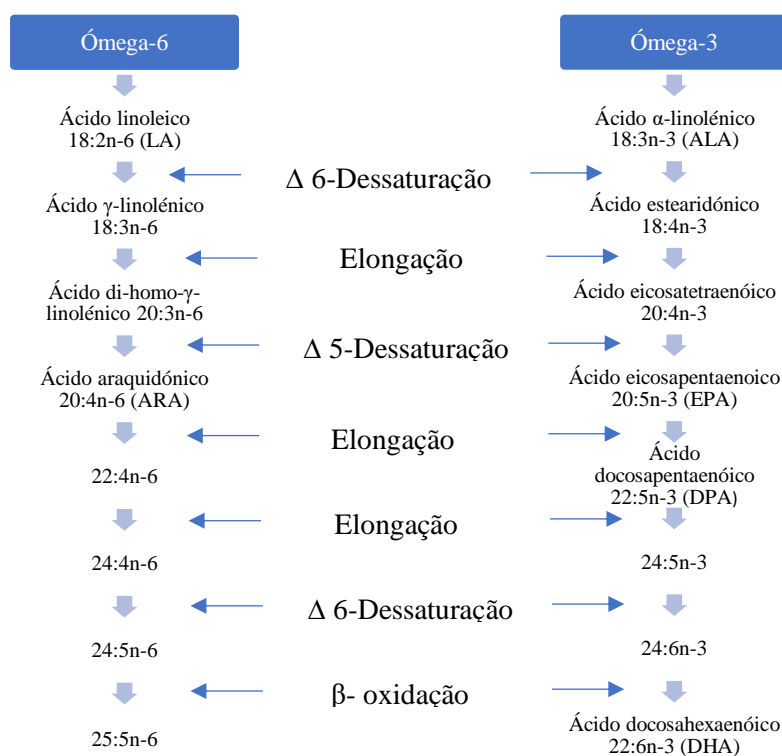 Ómega-6
Ómega-3
Ácido linoleico
18:2n-6 (LA)
Ácido α-linolénico
18:3n-3 (ALA)
Δ 6-Dessaturação
Ácido γ-linolénico
18:3n-6
Ácido estearidónico
18:4n-3
Elongação
Ácido di-homo-γ-
linolénico 20:3n-6
Ácido eicosatetraenóico
20:4n-3
Δ 5-Dessaturação
Ácido araquidónico
20:4n-6 (ARA)
Ácido eicosapentaenoico
20:5n-3 (EPA)
Elongação
22:4n-6
Ácido
docosapentaenóico
22:5n-3 (DPA)
Elongação
24:4n-6
24:5n-3
Δ 6-Dessaturação
24:5n-6
24:6n-3
β- oxidação
25:5n-6
Ácido docosahexaenóico
22:6n-3 (DHA)